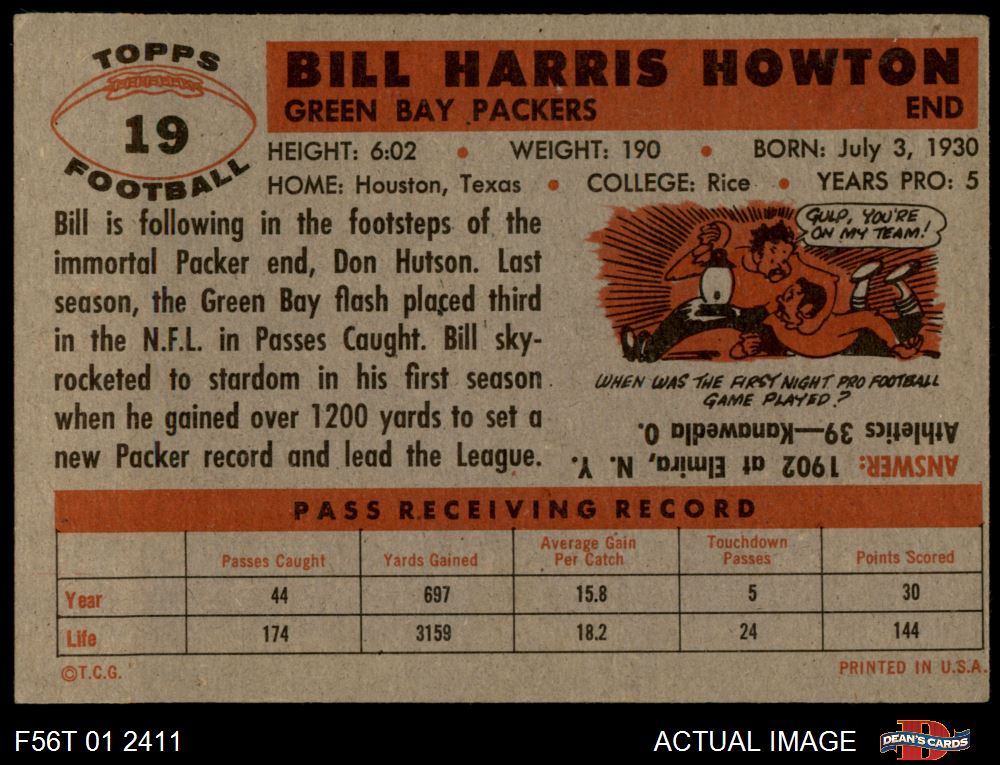 TOPPS
19
FOOTBALL
BILL HARRIS HOWTON
GREEN BAY PACKERS END
HEIGHT: 6:02 • WEIGHT: 190 • BORN: July 3, 1930
HOME: Houston, Texas • COLLEGE: Rice • YEARS PRO: 5
Bill is following in the footsteps of the
immortal Packer end, Don Hutson. Last
season, the Green Bay flash placed third
in the N.F.L. in Passes Caught. Bill sky-
rocketed to stardom in his first season
when he gained over 1200 yards to set a
new Packer record and lead the League.
GULP, YOU'RE
ON MY TEAM!
WHEN WAS THE FIRST NIGHT PRO FOOTBALL
GAME PLAYED?
ANSWER: 1902 at Elmira, N. Y.
Athletics 39—Kanawedla 0.
PASS RECEIVING RECORD
Passes Caught Yards Gained Average Gain Per Catch Touchdown Passes Points Scored
Year 44 697 15.8 5 30
Life 174 3159 18.2 24 144
©T.C.G. PRINTED IN U.S.A.
F56T 01 2411 ACTUAL IMAGE D DEAN'S CARDS